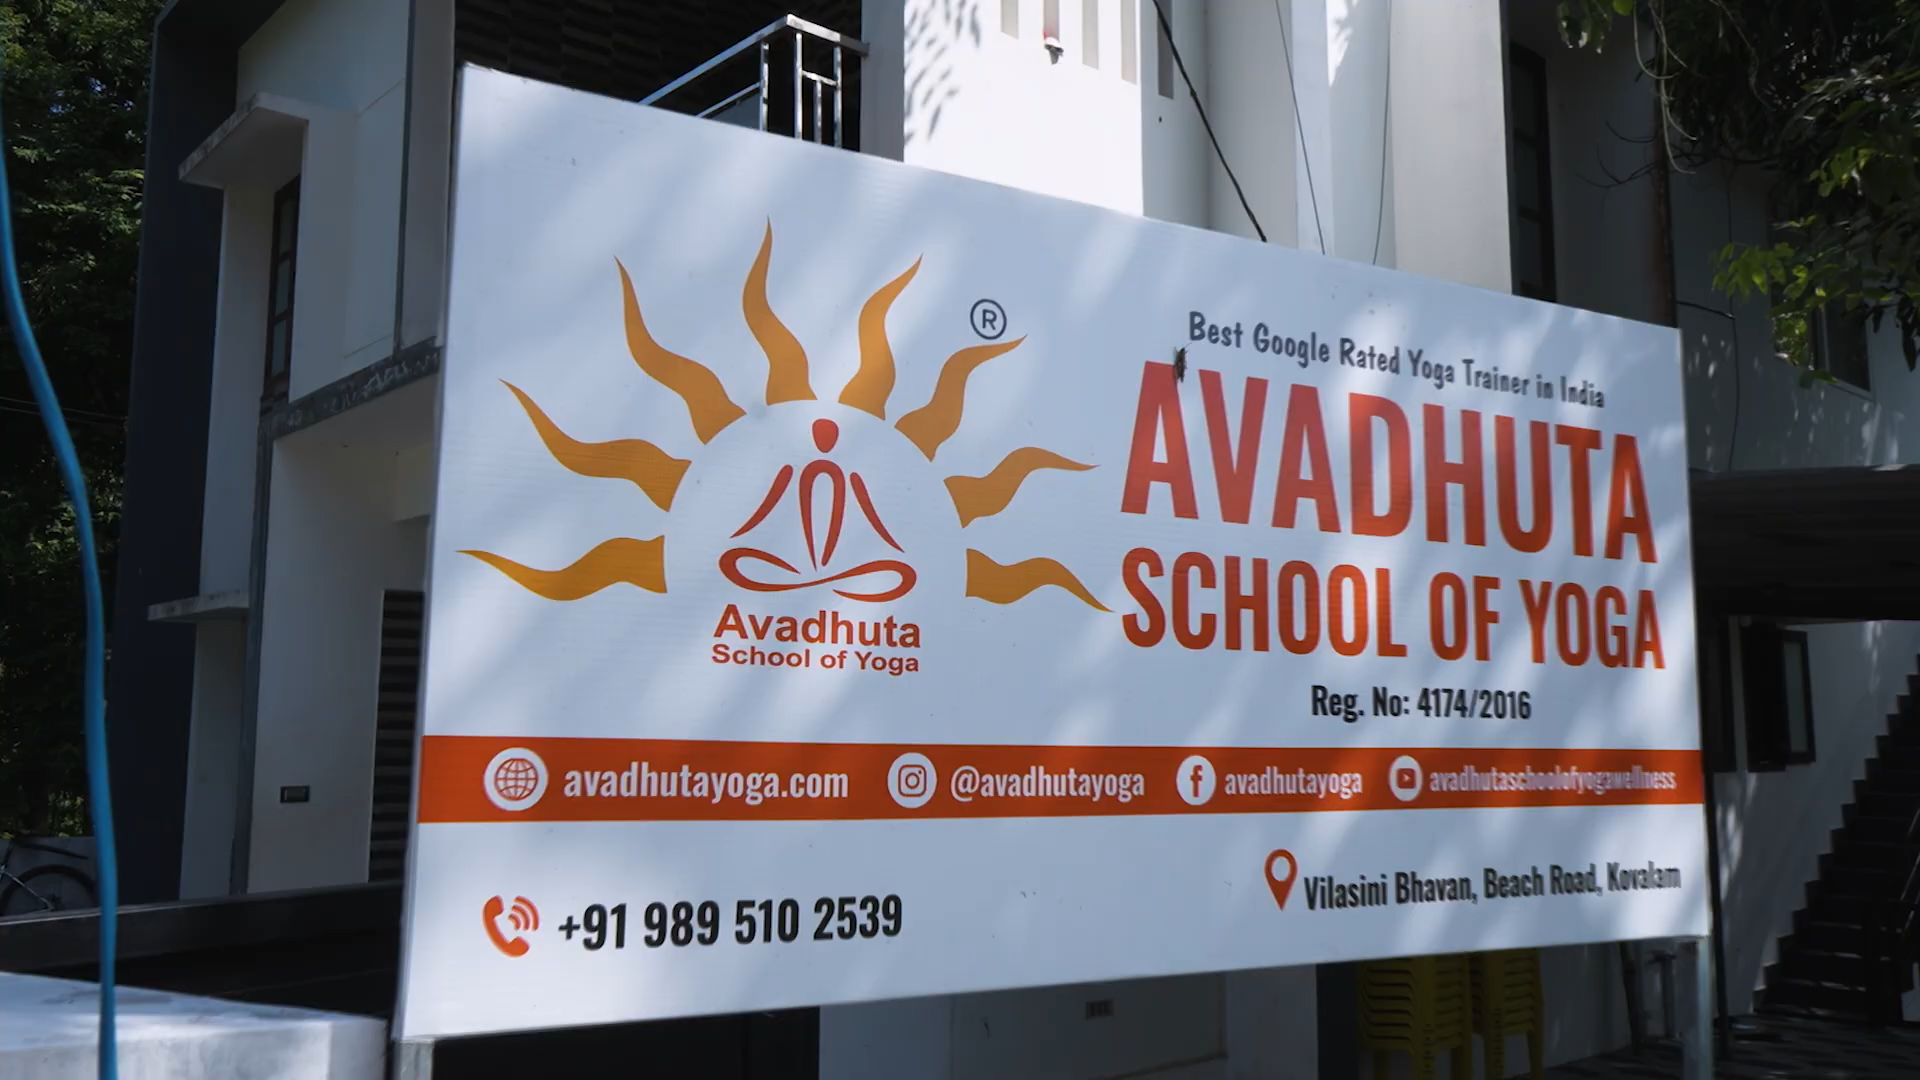 ®
Avadhuta
School of Yoga
Best Google Rated Yoga Trainer in India
AVADHUTA
SCHOOL OF YOGA
Reg. No: 4174/2016
avadhutayoga.com @avadhutayoga avadhutayoga avadhutaschoolofyogawellness
+91 989 510 2539
Vilasini Bhavan, Beach Road, Kovalam